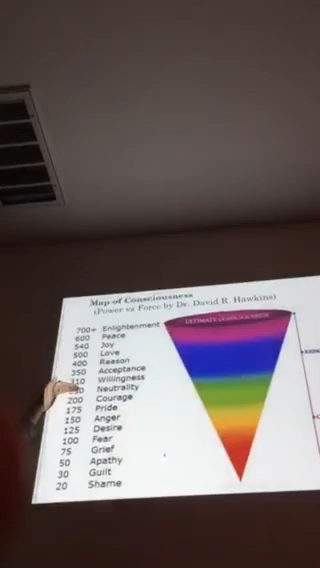 Map of Consciousness
(Power vs Force by Dr. David R. Hawkins)
700+ Enlightenment
600 Peace
540 Joy
500 Love
400 Reason
350 Acceptance
310 Willingness
Neutrality
200 Courage
175 Pride
150 Anger
125 Desire
100 Fear
75 Grief
50 Apathy
30 Guilt
20 Shame
ULTIMATE CONSCIOUSNESS